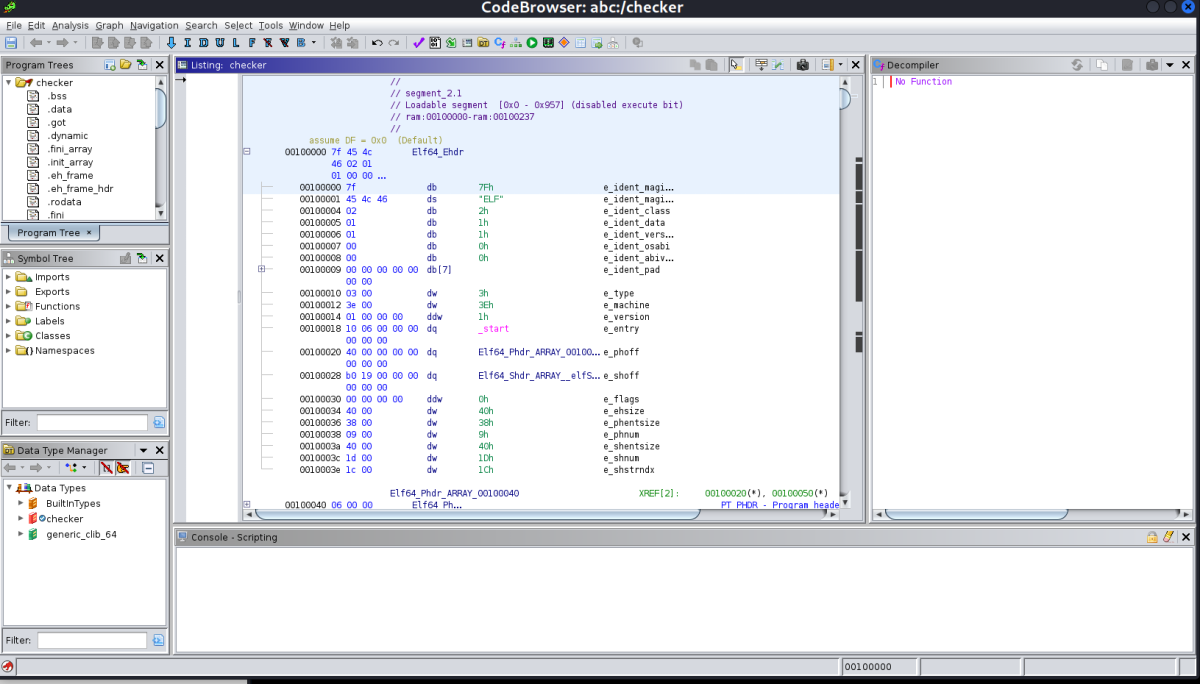 CodeBrowser: abc:/checker
File Edit Analysis Graph Navigation Search Select Tools Window Help
I D U L F B
Program Trees
checker
.bss
.data
.got
.dynamic
.fini_array
.init_array
.eh_frame
.eh_frame_hdr
.rodata
.fini
Program Tree ×
Symbol Tree
Imports
Exports
Functions
Labels
Classes
Namespaces
Filter:
Data Type Manager
Data Types
BuiltInTypes
checker
generic_clib_64
Filter:
Listing: checker
//
// segment_2.1
// Loadable segment [0x0 - 0x957] (disabled execute bit)
// ram:00100000-ram:00100237
//
assume DF = 0x0 (Default)
00100000 7f 45 4c Elf64_Ehdr
46 02 01
01 00 00 ...
00100000 7f db 7Fh e_ident_magi...
00100001 45 4c 46 ds "ELF" e_ident_magi...
00100004 02 db 2h e_ident_class
00100005 01 db 1h e_ident_data
00100006 01 db 1h e_ident_vers...
00100007 00 db 0h e_ident_osabi
00100008 00 db 0h e_ident_abiv...
00100009 00 00 00 00 00 db[7] e_ident_pad
00 00
00100010 03 00 dw 3h e_type
00100012 3e 00 dw 3Eh e_machine
00100014 01 00 00 00 ddw 1h e_version
00100018 10 06 00 00 00 dq _start e_entry
00 00 00
00100020 40 00 00 00 00 dq Elf64_Phdr_ARRAY_00100... e_phoff
00 00 00
00100028 b0 19 00 00 00 dq Elf64_Shdr_ARRAY__elfS... e_shoff
00 00 00
00100030 00 00 00 00 ddw 0h e_flags
00100034 40 00 dw 40h e_ehsize
00100036 38 00 dw 38h e_phentsize
00100038 09 00 dw 9h e_phnum
0010003a 40 00 dw 40h e_shentsize
0010003c 1d 00 dw 1Dh e_shnum
0010003e 1c 00 dw 1Ch e_shstrndx
Elf64_Phdr_ARRAY_00100040 XREF[2]: 00100020(*), 00100050(*)
00100040 06 00 00 Elf64_Ph... PT_PHDR - Program heade
Decompiler
1 No Function
Console - Scripting
00100000